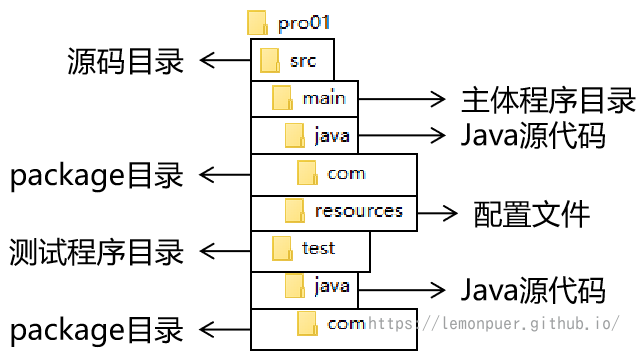 pro01
源码目录 src
main 主体程序目录
java Java源代码
package目录 com
resources 配置文件
测试程序目录 test
java Java源代码
package目录 com https://lemonpuer.github.io/